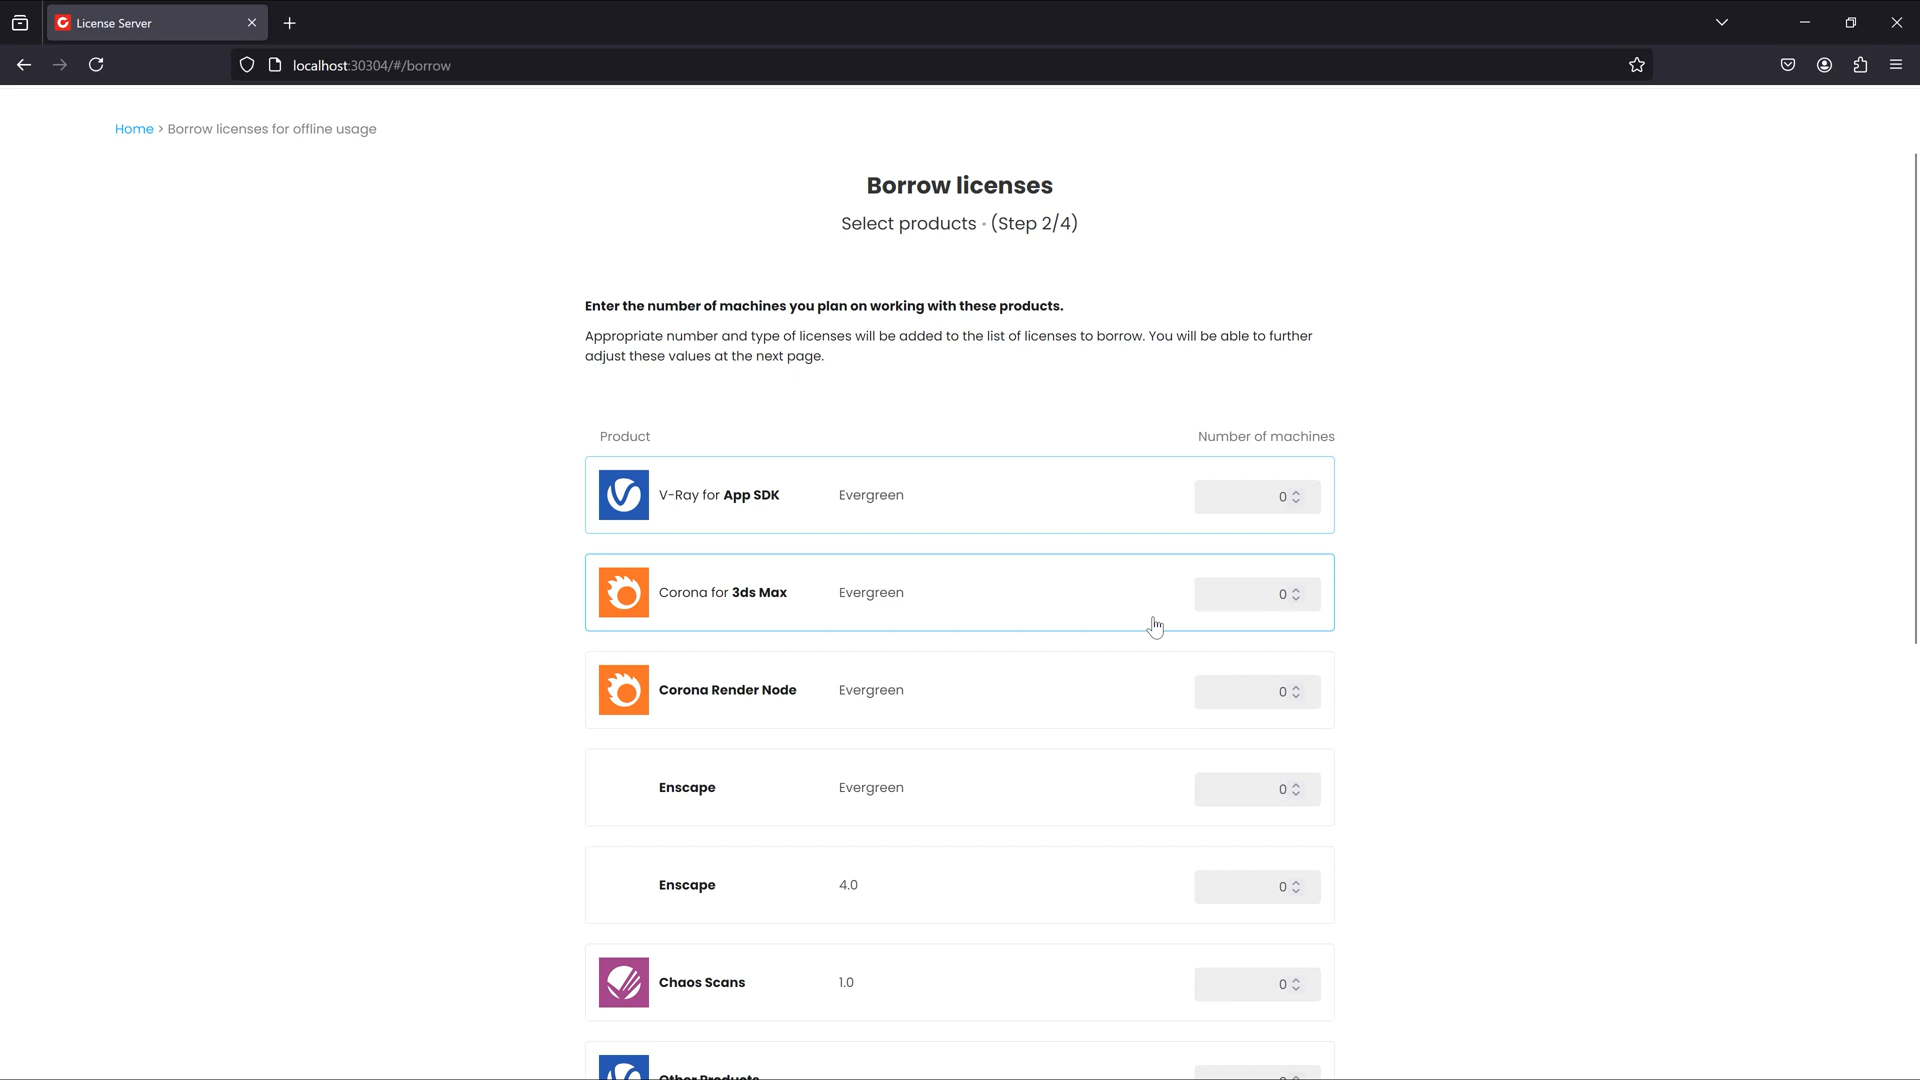 License Server
localhost:30304/#/borrow
Home > Borrow licenses for offline usage
Borrow licenses
Select products • (Step 2/4)
Enter the number of machines you plan on working with these products.
Appropriate number and type of licenses will be added to the list of licenses to borrow. You will be able to further
adjust these values at the next page.
Product Number of machines
V-Ray for App SDK Evergreen 0
Corona for 3ds Max Evergreen 0
Corona Render Node Evergreen 0
Enscape Evergreen 0
Enscape 4.0 0
Chaos Scans 1.0 0
Other Products 0